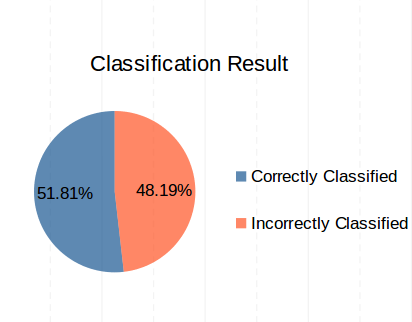 Classification Result
51.81%
48.19%
Correctly Classified
Incorrectly Classified